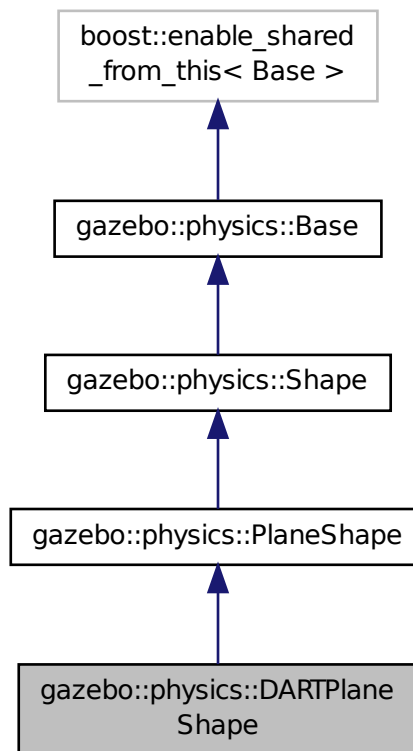 boost::enable_shared
_from_this< Base >
gazebo::physics::Base
gazebo::physics::Shape
gazebo::physics::PlaneShape
gazebo::physics::DARTPlane
Shape